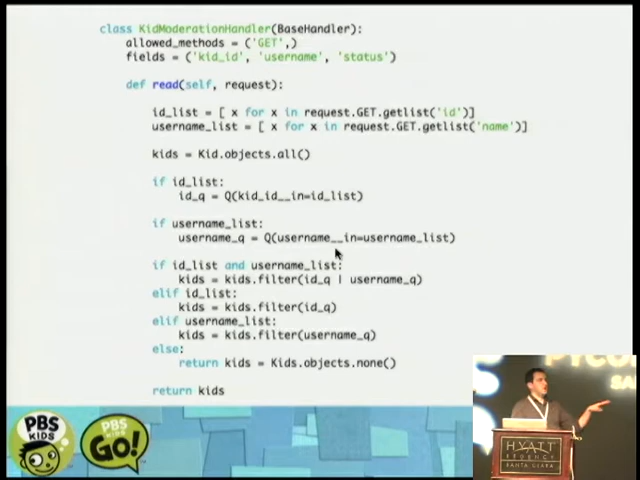 class KidModerationHandler(BaseHandler):
allowed_methods = ('GET',)
fields = ('kid_id', 'username', 'status')
def read(self, request):
id_list = [ x for x in request.GET.getlist('id')]
username_list = [ x for x in request.GET.getlist('name')]
kids = Kid.objects.all()
if id_list:
id_q = Q(kid_id__in=id_list)
if username_list:
username_q = Q(username__in=username_list)
if id_list and username_list:
kids = kids.filter(id_q | username_q)
elif id_list:
kids = kids.filter(id_q)
elif username_list:
kids = kids.filter(username_q)
else:
return kids = Kids.objects.none()
return kids
PBS
KIDS
PBS
KIDS
GO!
PYCON
HYATT
REGENCY
SANTA CLARA